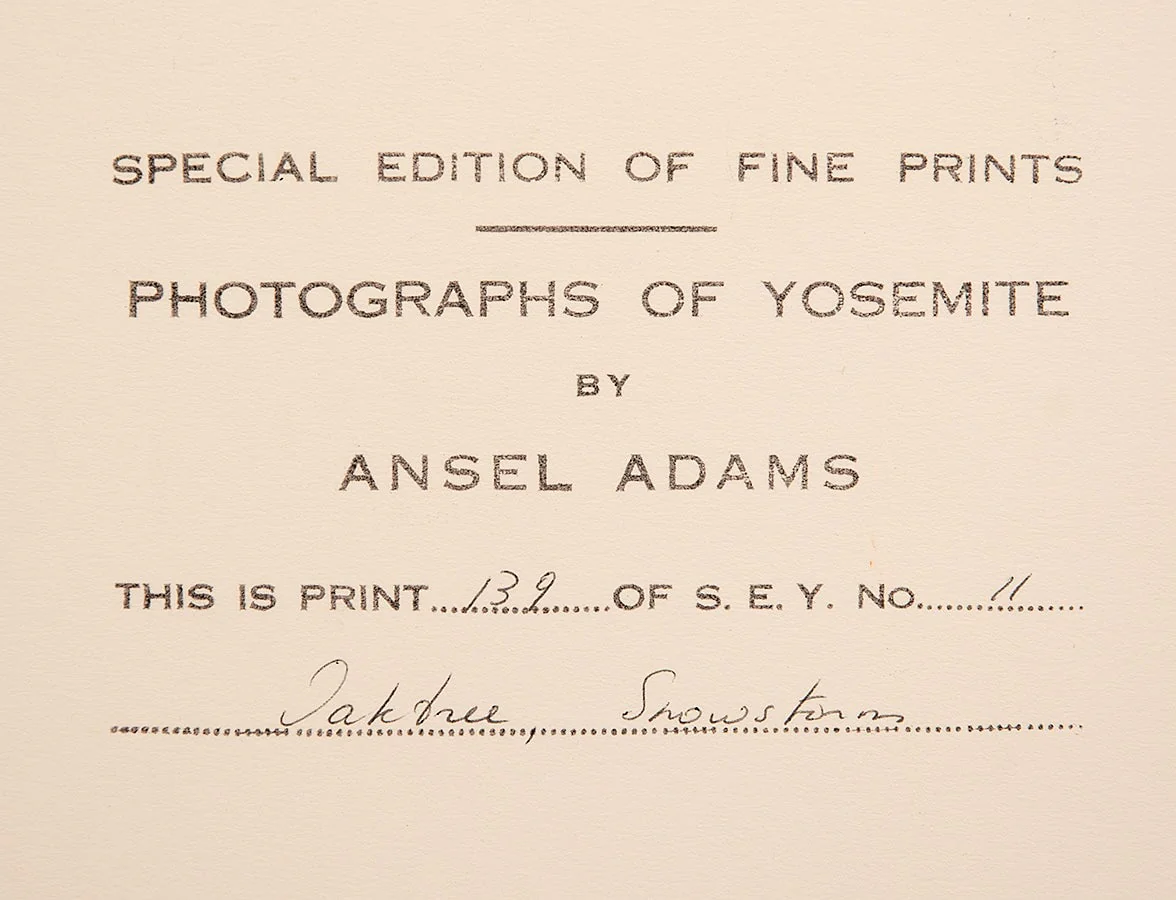 SPECIAL EDITION OF FINE PRINTS
PHOTOGRAPHS OF YOSEMITE
BY
ANSEL ADAMS
THIS IS PRINT....139....OF S. E. Y. NO....11....
Oaktree, Snowstorm